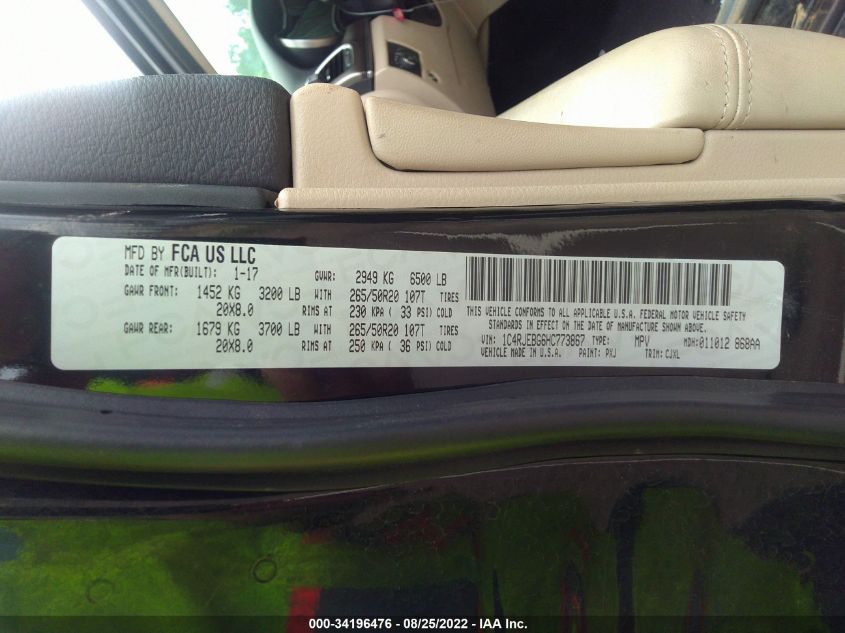 MFD BY FCA US LLC
DATE OF MFR(BUILT): 1-17 GVWR: 2949 KG 6500 LB
GAWR FRONT: 1452 KG 3200 LB WITH 265/50R20 107T TIRES
20X8.0 RIMS AT 230 KPA ( 33 PSI) COLD
GAWR REAR: 1679 KG 3700 LB WITH 265/50R20 107T TIRES
20X8.0 RIMS AT 250 KPA ( 36 PSI) COLD
THIS VEHICLE CONFORMS TO ALL APPLICABLE U.S.A. FEDERAL MOTOR VEHICLE SAFETY
STANDARDS IN EFFECT ON THE DATE OF MANUFACTURE SHOWN ABOVE.
VIN: 1C4RJEBG6HC773867 TYPE: MPV MDH:011012 868AA
VEHICLE MADE IN U.S.A. PAINT: PXJ TRIM: CJXL
000-34196476 - 08/25/2022 - IAA Inc.